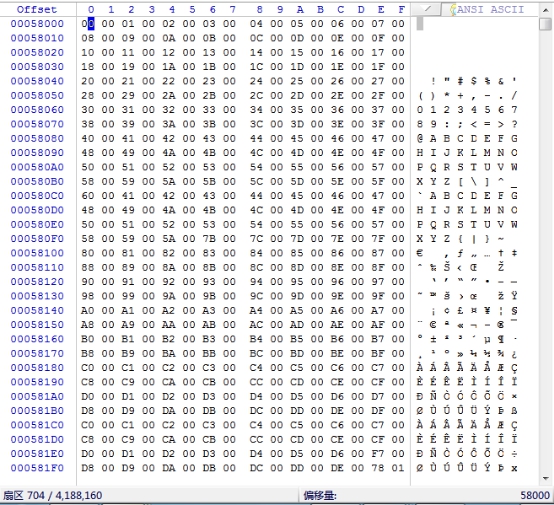 Offset 0 1 2 3 4 5 6 7 8 9 A B C D E F ANSI ASCII
00058000 00 00 01 00 02 00 03 00 04 00 05 00 06 00 07 00
00058010 08 00 09 00 0A 00 0B 00 0C 00 0D 00 0E 00 0F 00
00058020 10 00 11 00 12 00 13 00 14 00 15 00 16 00 17 00
00058030 18 00 19 00 1A 00 1B 00 1C 00 1D 00 1E 00 1F 00
00058040 20 00 21 00 22 00 23 00 24 00 25 00 26 00 27 00 ! " # $ % & '
00058050 28 00 29 00 2A 00 2B 00 2C 00 2D 00 2E 00 2F 00 ( ) * + , - . /
00058060 30 00 31 00 32 00 33 00 34 00 35 00 36 00 37 00 0 1 2 3 4 5 6 7
00058070 38 00 39 00 3A 00 3B 00 3C 00 3D 00 3E 00 3F 00 8 9 : ; < = > ?
00058080 40 00 41 00 42 00 43 00 44 00 45 00 46 00 47 00 @ A B C D E F G
00058090 48 00 49 00 4A 00 4B 00 4C 00 4D 00 4E 00 4F 00 H I J K L M N O
000580A0 50 00 51 00 52 00 53 00 54 00 55 00 56 00 57 00 P Q R S T U V W
000580B0 58 00 59 00 5A 00 5B 00 5C 00 5D 00 5E 00 5F 00 X Y Z [ \ ] ^ _
000580C0 60 00 41 00 42 00 43 00 44 00 45 00 46 00 47 00 ` A B C D E F G
000580D0 48 00 49 00 4A 00 4B 00 4C 00 4D 00 4E 00 4F 00 H I J K L M N O
000580E0 50 00 51 00 52 00 53 00 54 00 55 00 56 00 57 00 P Q R S T U V W
000580F0 58 00 59 00 5A 00 7B 00 7C 00 7D 00 7E 00 7F 00 X Y Z { | } ~
00058100 80 00 81 00 82 00 83 00 84 00 85 00 86 00 87 00 € ‚ ƒ „ … † ‡
00058110 88 00 89 00 8A 00 8B 00 8C 00 8D 00 8E 00 8F 00 ˆ ‰ Š ‹ Œ Ž
00058120 90 00 91 00 92 00 93 00 94 00 95 00 96 00 97 00 ‘ ’ “ ” • – —
00058130 98 00 99 00 9A 00 9B 00 9C 00 9D 00 9E 00 9F 00 ˜ ™ š › œ ž Ÿ
00058140 A0 00 A1 00 A2 00 A3 00 A4 00 A5 00 A6 00 A7 00 ¡ ¢ £ ¤ ¥ ¦ §
00058150 A8 00 A9 00 AA 00 AB 00 AC 00 AD 00 AE 00 AF 00 ¨ © ª « ¬ - ® ¯
00058160 B0 00 B1 00 B2 00 B3 00 B4 00 B5 00 B6 00 B7 00 ° ± ² ³ ´ µ ¶ ·
00058170 B8 00 B9 00 BA 00 BB 00 BC 00 BD 00 BE 00 BF 00 ¸ ¹ º » ¼ ½ ¾ ¿
00058180 C0 00 C1 00 C2 00 C3 00 C4 00 C5 00 C6 00 C7 00 À Á Â Ã Ä Å Æ Ç
00058190 C8 00 C9 00 CA 00 CB 00 CC 00 CD 00 CE 00 CF 00 È É Ê Ë Ì Í Î Ï
000581A0 D0 00 D1 00 D2 00 D3 00 D4 00 D5 00 D6 00 D7 00 Ð Ñ Ò Ó Ô Õ Ö ×
000581B0 D8 00 D9 00 DA 00 DB 00 DC 00 DD 00 DE 00 DF 00 Ø Ù Ú Û Ü Ý Þ ß
000581C0 C0 00 C1 00 C2 00 C3 00 C4 00 C5 00 C6 00 C7 00 À Á Â Ã Ä Å Æ Ç
000581D0 C8 00 C9 00 CA 00 CB 00 CC 00 CD 00 CE 00 CF 00 È É Ê Ë Ì Í Î Ï
000581E0 D0 00 D1 00 D2 00 D3 00 D4 00 D5 00 D6 00 F7 00 Ð Ñ Ò Ó Ô Õ Ö ÷
000581F0 D8 00 D9 00 DA 00 DB 00 DC 00 DD 00 DE 00 78 01 Ø Ù Ú Û Ü Ý Þ x
扇区 704 / 4,188,160 偏移量: 58000